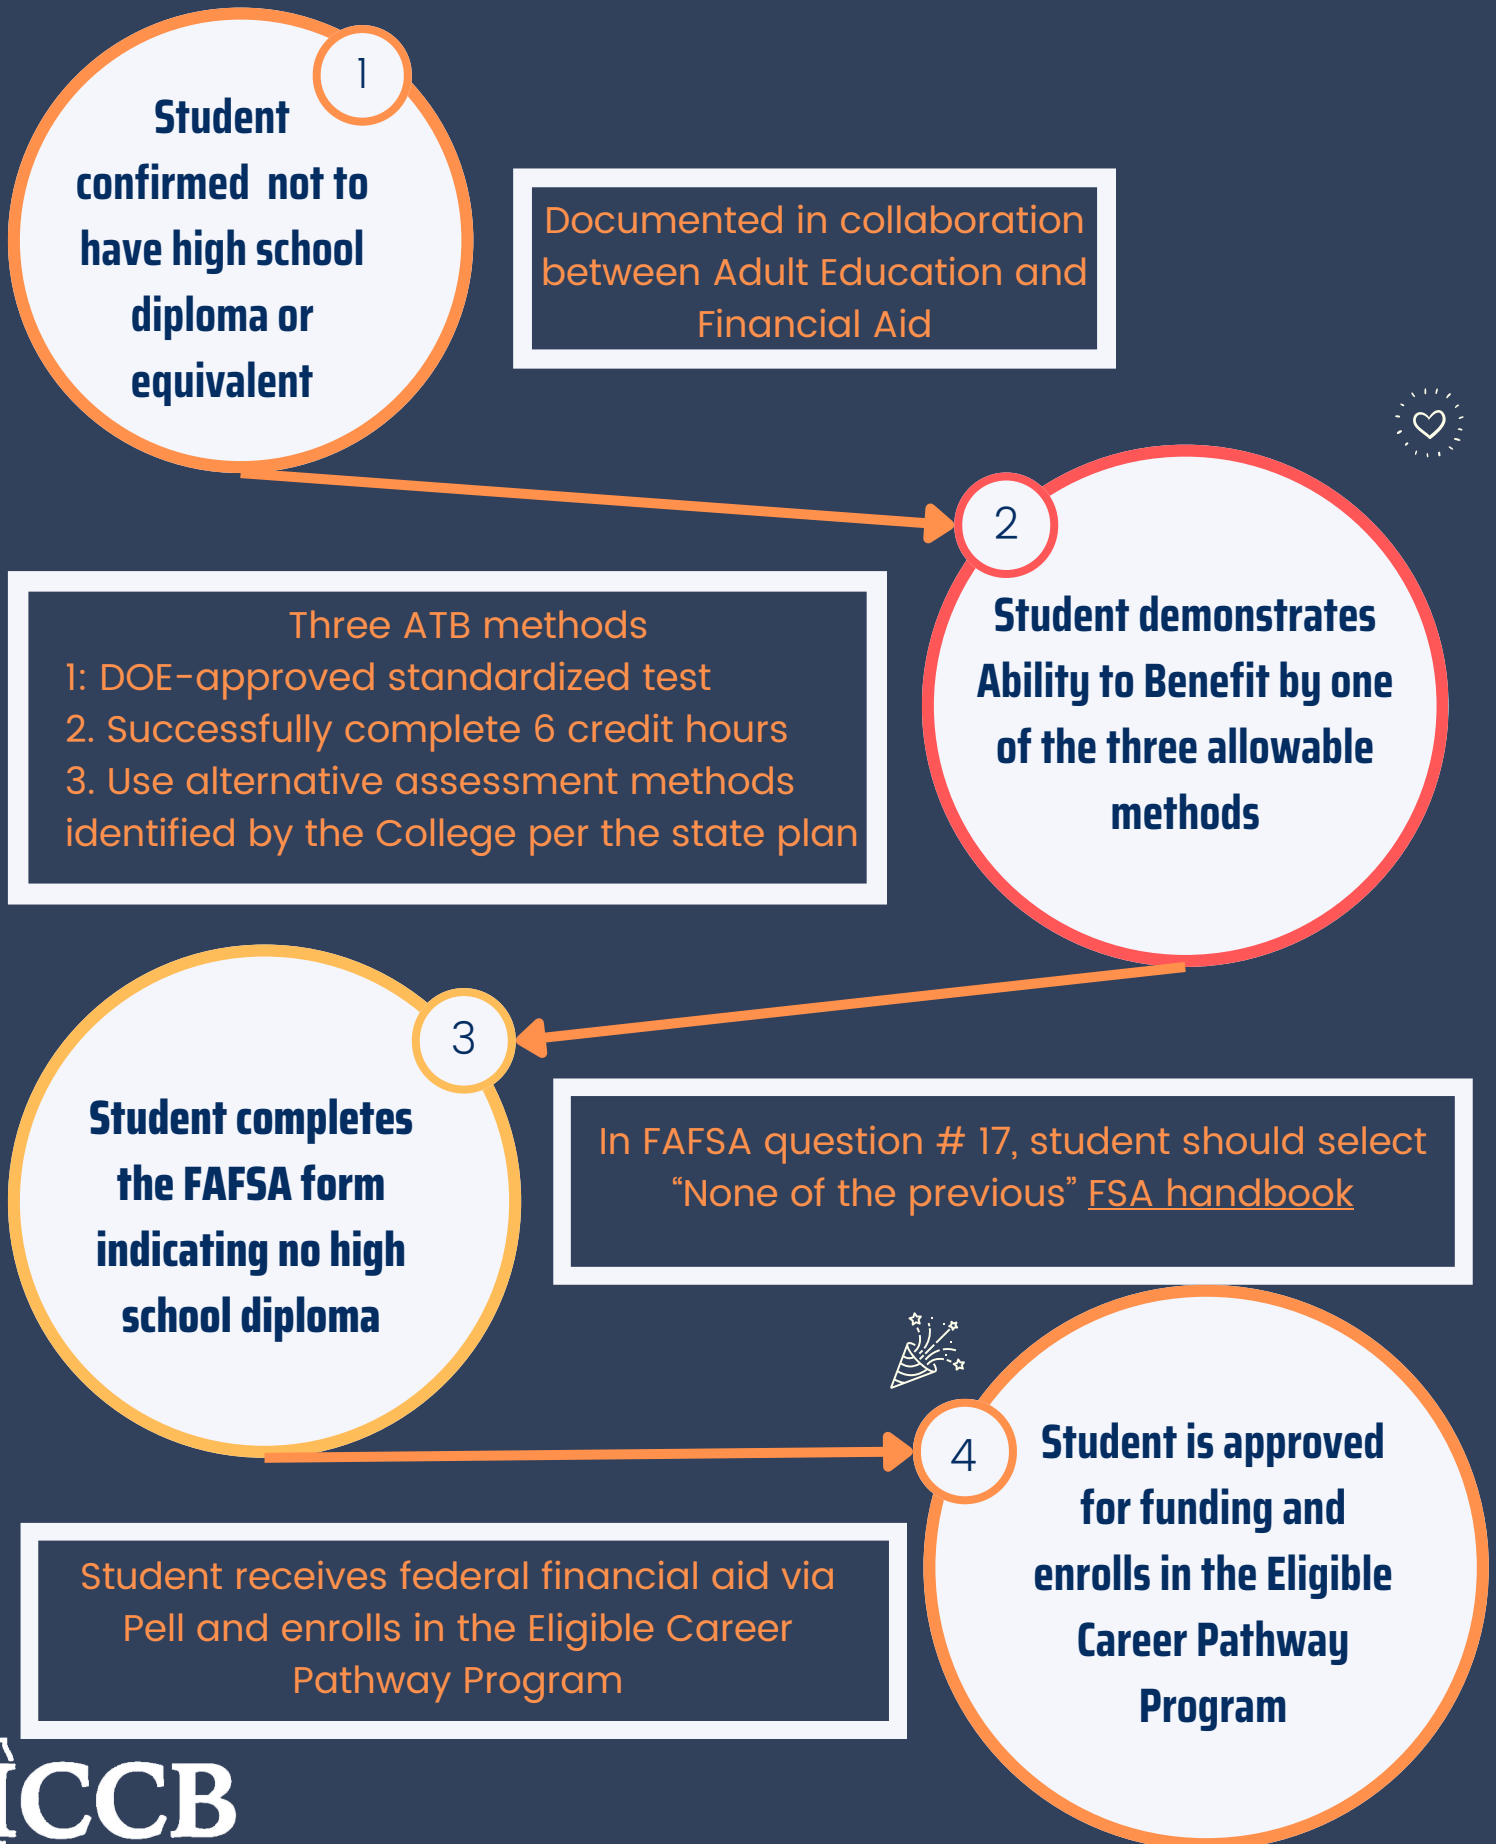 1
Student
confirmed not to
have high school
diploma or
equivalent
Documented in collaboration
between Adult Education and
Financial Aid
2
Student demonstrates
Ability to Benefit by one
of the three allowable
methods
Three ATB methods
1: DOE-approved standardized test
2. Successfully complete 6 credit hours
3. Use alternative assessment methods
identified by the College per the state plan
3
Student completes
the FAFSA form
indicating no high
school diploma
In FAFSA question # 17, student should select
“None of the previous” FSA handbook
4
Student is approved
for funding and
enrolls in the Eligible
Career Pathway
Program
Student receives federal financial aid via
Pell and enrolls in the Eligible Career
Pathway Program
ICCB